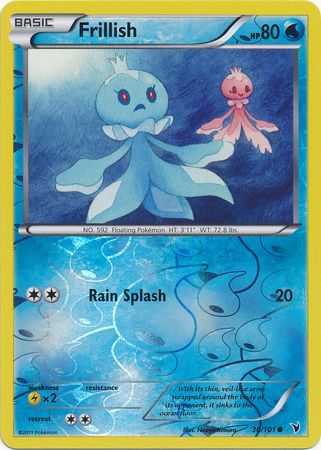 BASIC
Frillish
HP80
NO. 592 Floating Pokémon HT: 3'11" WT: 72.8 lbs.
Rain Splash 20
weakness resistance
×2
retreat
With its thin, veil-like arms
wrapped around the body of
its opponent, it sinks to the
ocean floor.
©2011 Pokémon
Illus. Naoyo Kimura
30/101